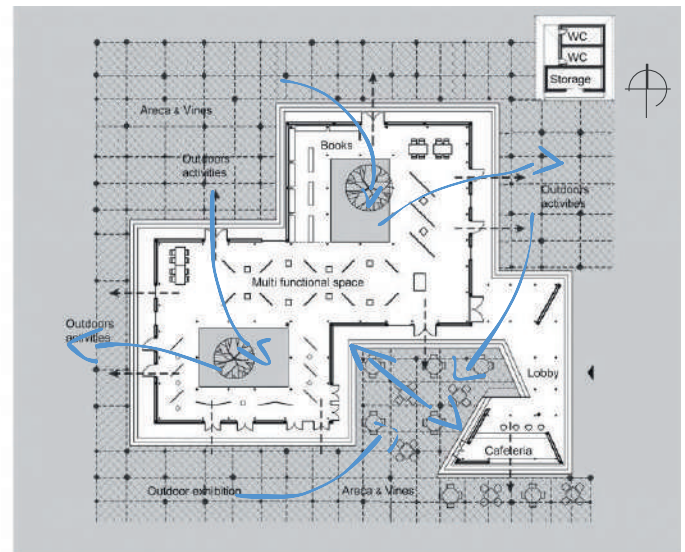 WC
WC
Storage
Areca & Vines
Books
Outdoors
activities
Outdoors
activities
Multi functional space
Outdoors
activities
Lobby
Cafeteria
Outdoor exhibition
Areca & Vines